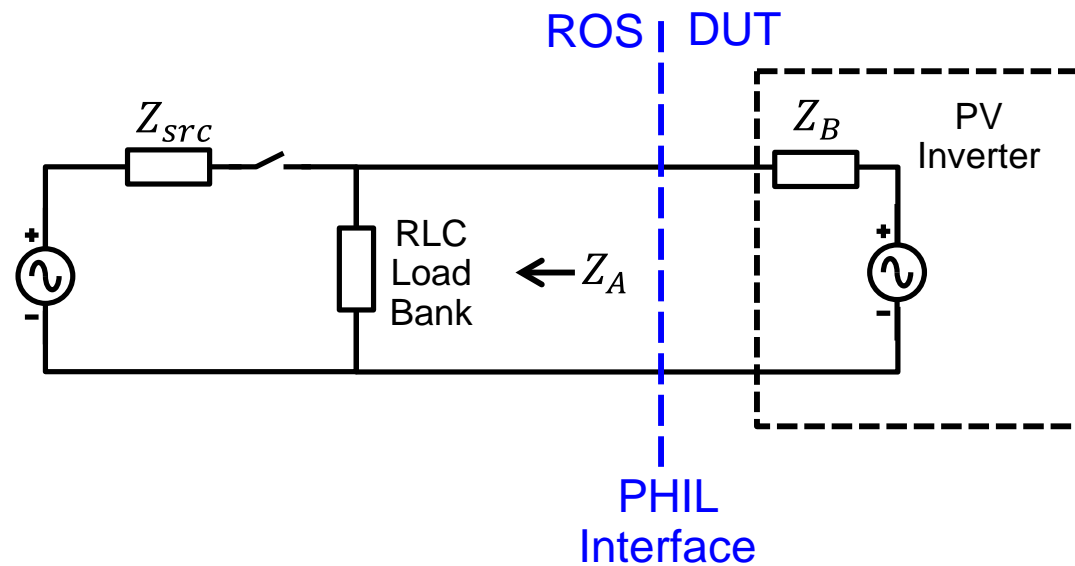 ROS DUT
Z_src
Z_B
PV
Inverter
+
+
RLC
Load
Bank
Z_A
-
-
PHIL
Interface